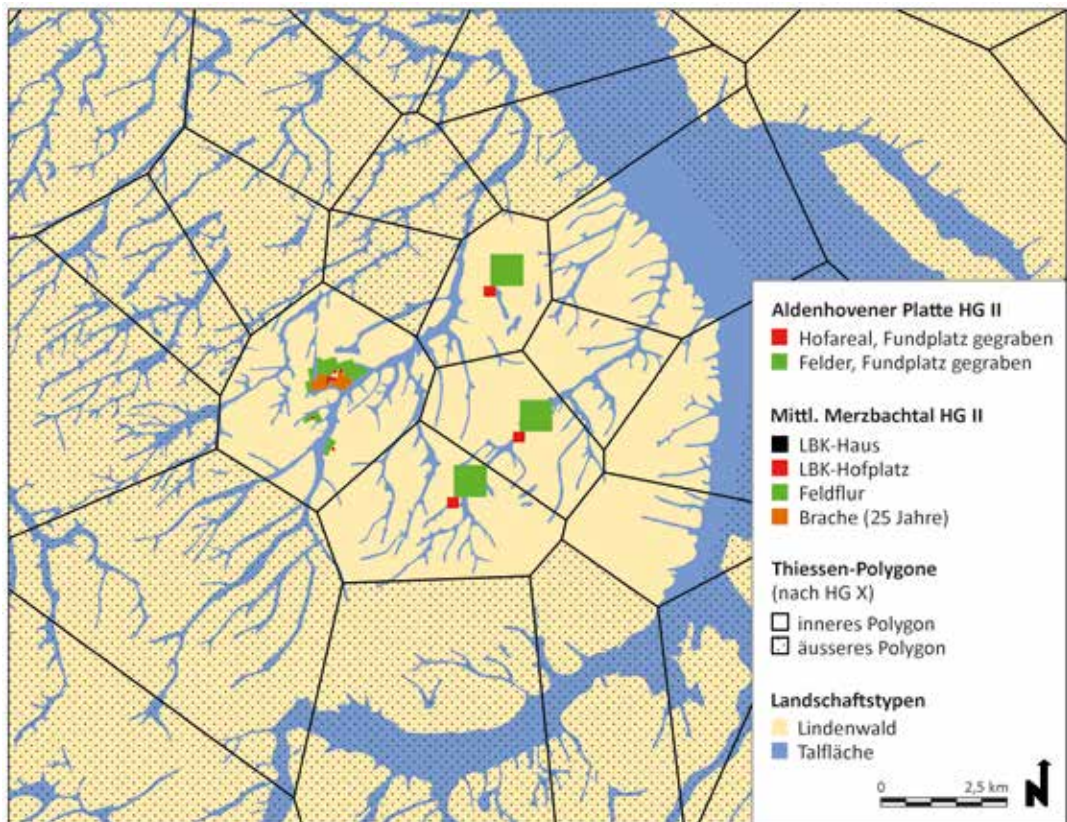 Aldenhovener Platte HG II
Hofareal, Fundplatz gegraben
Felder, Fundplatz gegraben
Mittl. Merzbachtal HG II
LBK-Haus
LBK-Hofplatz
Feldflur
Brache (25 Jahre)
Thiessen-Polygone
(nach HG X)
inneres Polygon
äusseres Polygon
Landschaftstypen
Lindenwald
Talfläche
0 2,5 km
N